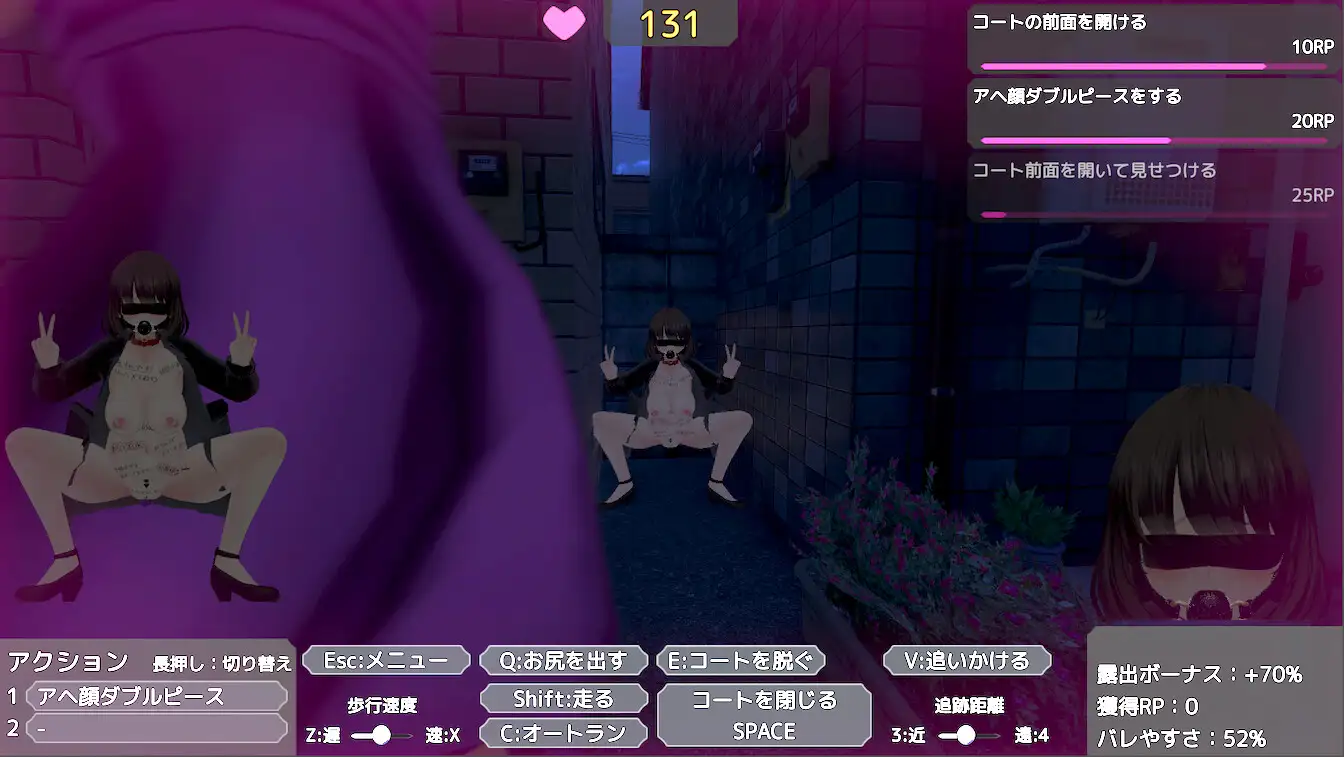 131
コートの前面を開ける
10RP
アヘ顔ダブルピースをする
20RP
コート前面を開いて見せつける
25RP
アクション 長押し:切り替え
1 アヘ顔ダブルピース
2 -
Esc:メニュー
歩行速度
Z:遅 速:X
Q:お尻を出す
Shift:走る
C:オートラン
E:コートを脱ぐ
コートを閉じる
SPACE
V:追いかける
追跡距離
3:近 遠:4
露出ボーナス:+70%
獲得RP:0
バレやすさ:52%